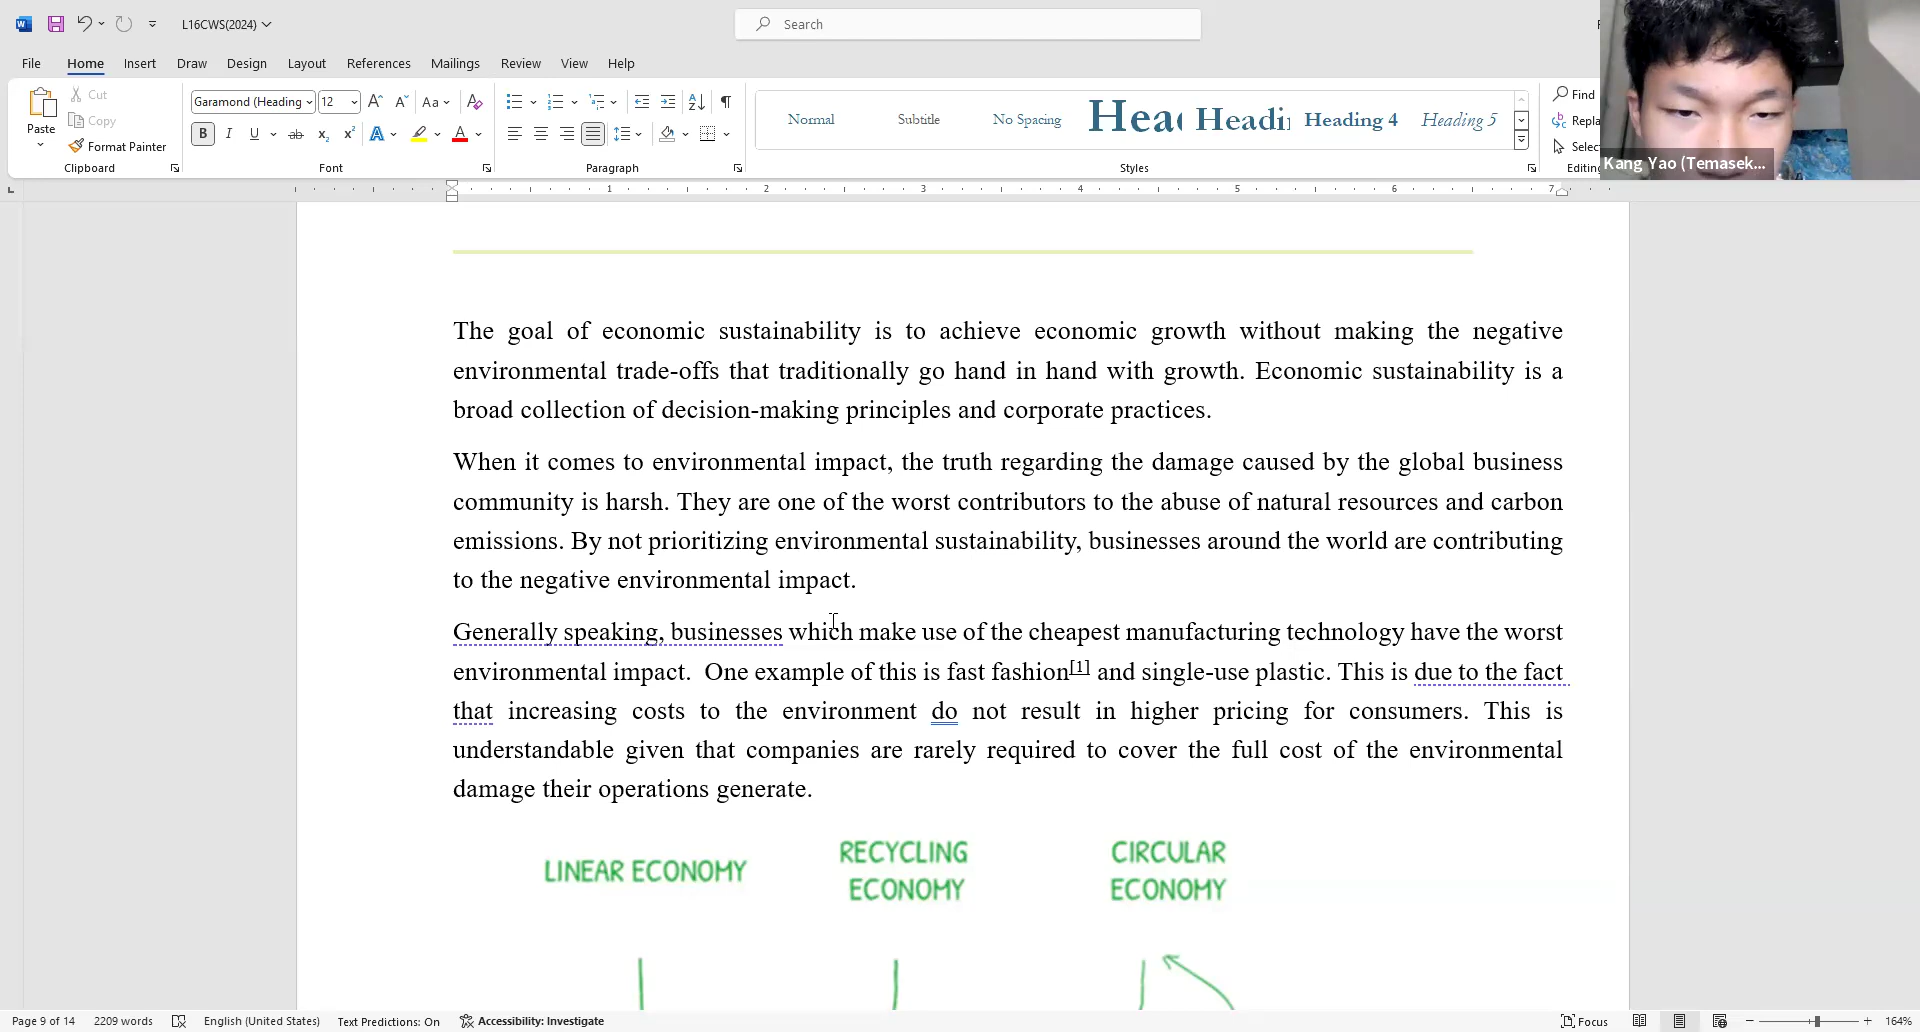 L16CWS(2024)
Search
File Home Insert Draw Design Layout References Mailings Review View Help
Paste
Cut
Copy
Format Painter
Clipboard
Garamond (Heading 12
Font
Paragraph
Normal Subtitle No Spacing Heading 4 Heading 5
Styles
Find
Editing
Kang Yao (Temasek...
1 2 3 4 5 6 7
The goal of economic sustainability is to achieve economic growth without making the negative
environmental trade-offs that traditionally go hand in hand with growth. Economic sustainability is a
broad collection of decision-making principles and corporate practices.
When it comes to environmental impact, the truth regarding the damage caused by the global business
community is harsh. They are one of the worst contributors to the abuse of natural resources and carbon
emissions. By not prioritizing environmental sustainability, businesses around the world are contributing
to the negative environmental impact.
Generally speaking, businesses which make use of the cheapest manufacturing technology have the worst
environmental impact.  One example of this is fast fashion[1] and single-use plastic. This is due to the fact
that increasing costs to the environment do not result in higher pricing for consumers. This is
understandable given that companies are rarely required to cover the full cost of the environmental
damage their operations generate.
LINEAR ECONOMY
RECYCLING
ECONOMY
CIRCULAR
ECONOMY
Page 9 of 14 2209 words English (United States) Text Predictions: On Accessibility: Investigate Focus 164%